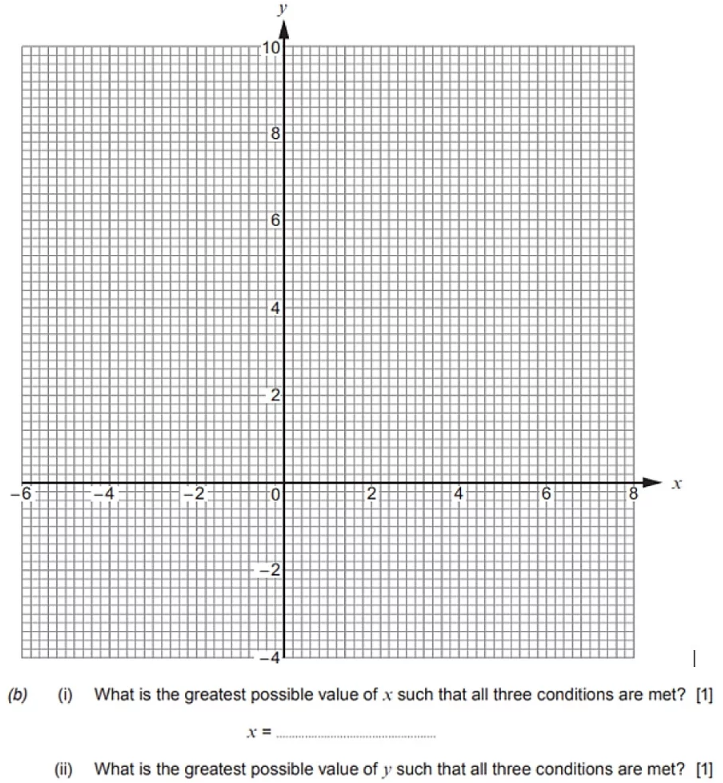 y
10
8
6
4
2
−6 −4 −2 0 2 4 6 8 x
−2
−4
(b) (i) What is the greatest possible value of x such that all three conditions are met? [1]
x = ........................................
(ii) What is the greatest possible value of y such that all three conditions are met? [1]